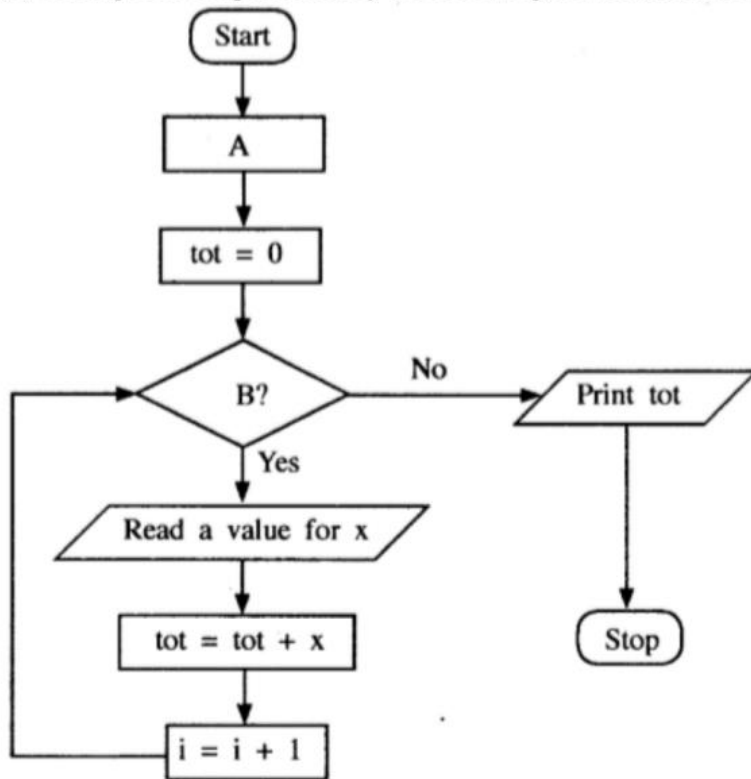 Start
A
tot = 0
B?
No
Print tot
Yes
Read a value for x
tot = tot + x
Stop
i = i + 1